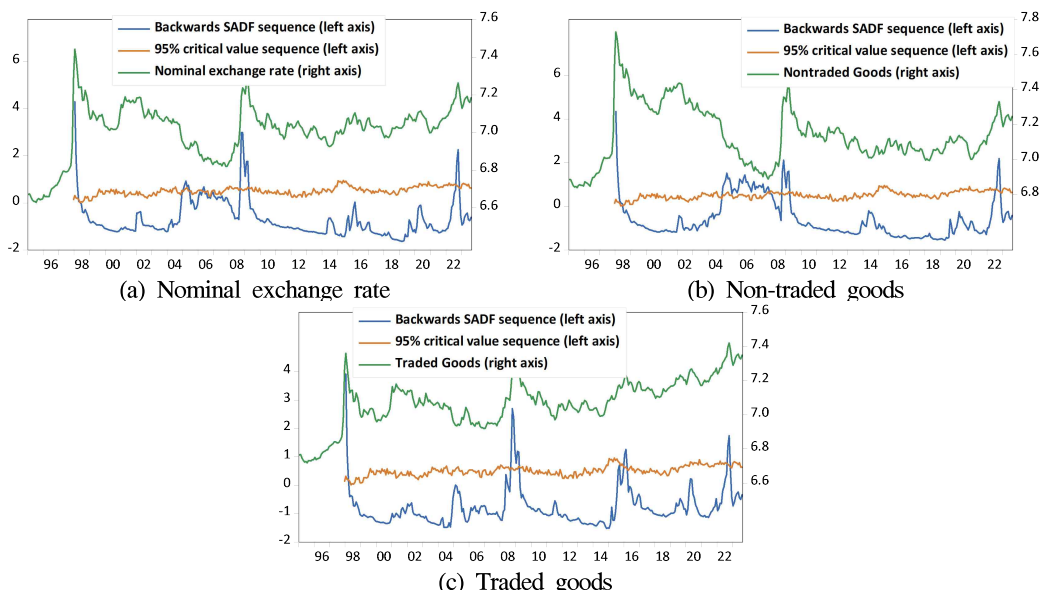 Backwards SADF sequence (left axis)
95% critical value sequence (left axis)
Nominal exchange rate (right axis)
7.6
7.4
7.2
7.0
6.8
6.6
6
4
2
0
-2
96 98 00 02 04 06 08 10 12 14 16 18 20 22
(a) Nominal exchange rate
Backwards SADF sequence (left axis)
95% critical value sequence (left axis)
Nontraded Goods (right axis)
7.8
7.6
7.4
7.2
7.0
6.8
6
4
2
0
-2
96 98 00 02 04 06 08 10 12 14 16 18 20 22
(b) Non-traded goods
Backwards SADF sequence (left axis)
95% critical value sequence (left axis)
Traded Goods (right axis)
7.6
7.4
7.2
7.0
6.8
6.6
4
3
2
1
0
-1
-2
96 98 00 02 04 06 08 10 12 14 16 18 20 22
(c) Traded goods